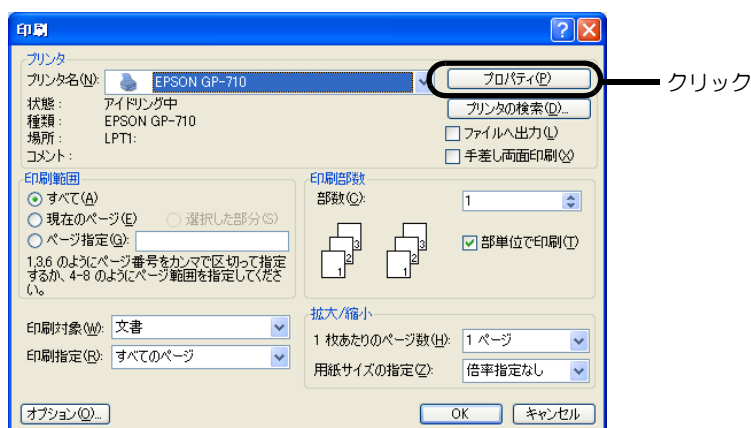 印刷
プリンタ
プリンタ名(N): EPSON GP-710 プロパティ(P) クリック
状態: アイドリング中 プリンタの検索(D)...
種類: EPSON GP-710 ファイルへ出力(L)
場所: LPT1:
コメント: 手差し両面印刷(X)
印刷範囲 印刷部数
すべて(A) 部数(C): 1
現在のページ(E) 選択した部分(S)
ページ指定(G): 部単位で印刷(T)
1,3,6 のようにページ番号をカンマで区切って指定
するか、4-8 のようにページ範囲を指定してくださ
い。
拡大/縮小
印刷対象(W): 文書 1 枚あたりのページ数(H): 1 ページ
印刷指定(R): すべてのページ 用紙サイズの指定(Z): 倍率指定なし
オプション(O)... OK キャンセル